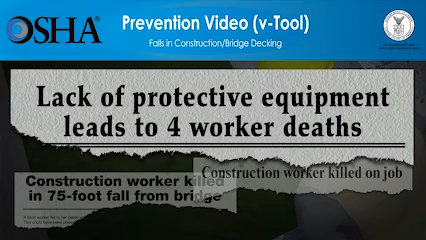 OSHA®
Prevention Video (v-Tool)
Falls in Construction/Bridge Decking
Lack of protective equipment
leads to 4 worker deaths
Construction worker killed on job
Construction worker killed
in 75-foot fall from bridge